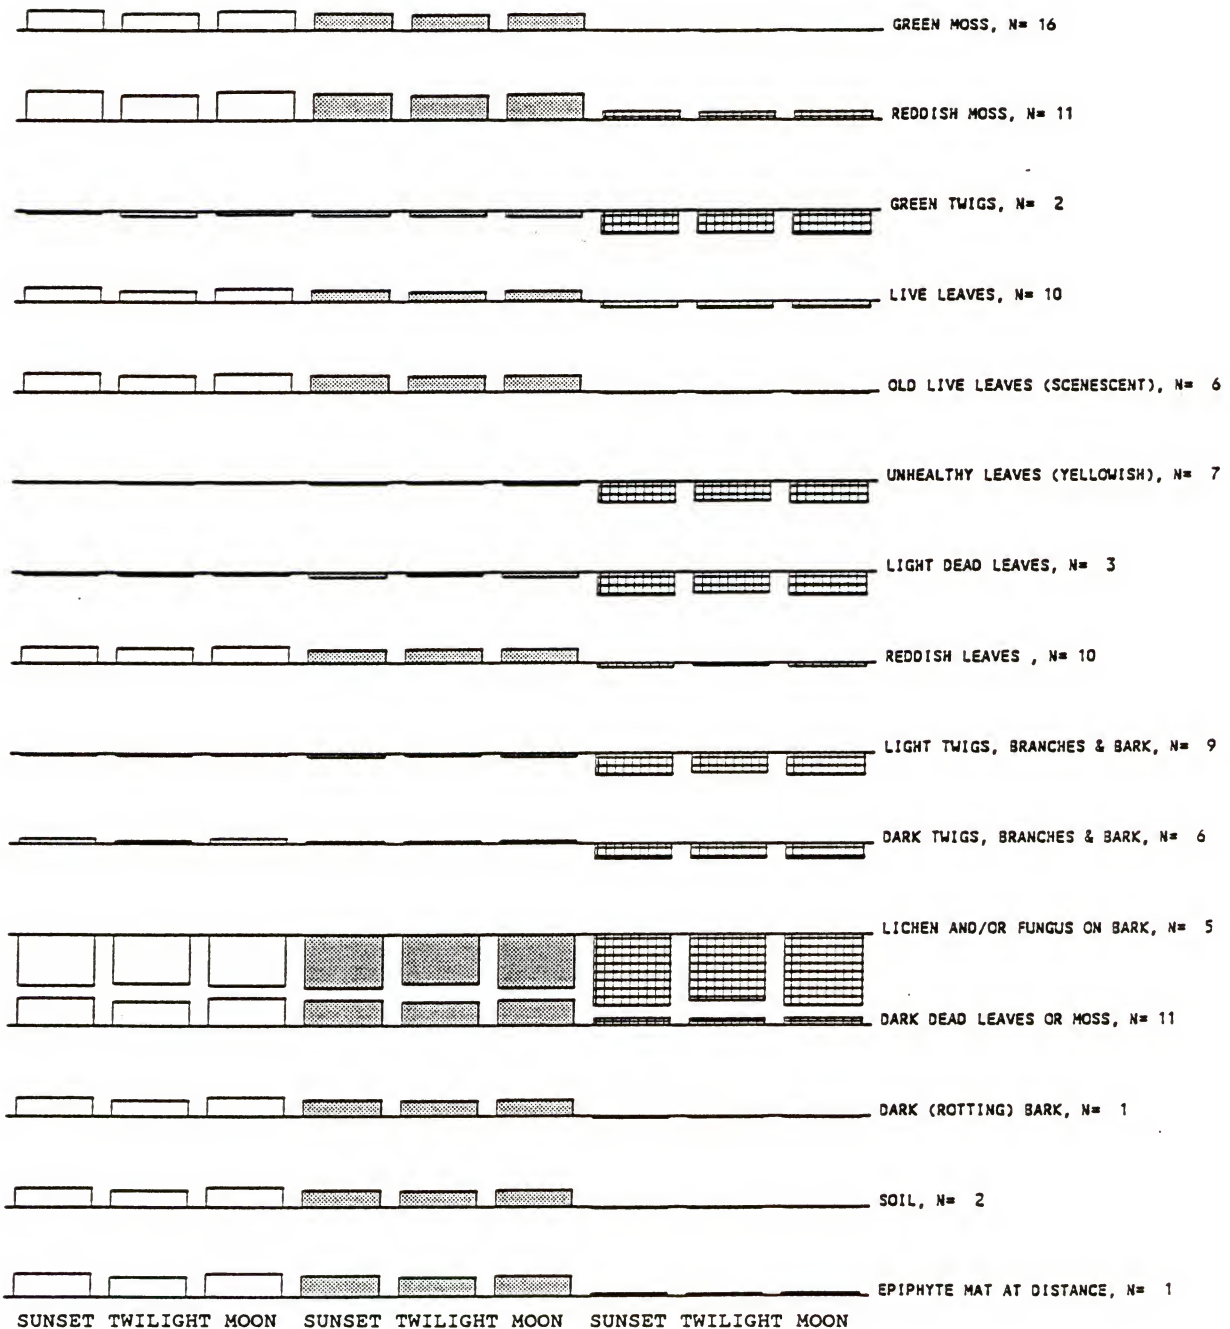 GREEN MOSS, N= 16
REDDISH MOSS, N= 11
GREEN TWIGS, N= 2
LIVE LEAVES, N= 10
OLD LIVE LEAVES (SCENESCENT), N= 6
UNHEALTHY LEAVES (YELLOWISH), N= 7
LIGHT DEAD LEAVES, N= 3
REDDISH LEAVES , N= 10
LIGHT TWIGS, BRANCHES & BARK, N= 9
DARK TWIGS, BRANCHES & BARK, N= 6
LICHEN AND/OR FUNGUS ON BARK, N= 5
DARK DEAD LEAVES OR MOSS, N= 11
DARK (ROTTING) BARK, N= 1
SOIL, N= 2
EPIPHYTE MAT AT DISTANCE, N= 1
SUNSET TWILIGHT MOON SUNSET TWILIGHT MOON SUNSET TWILIGHT MOON